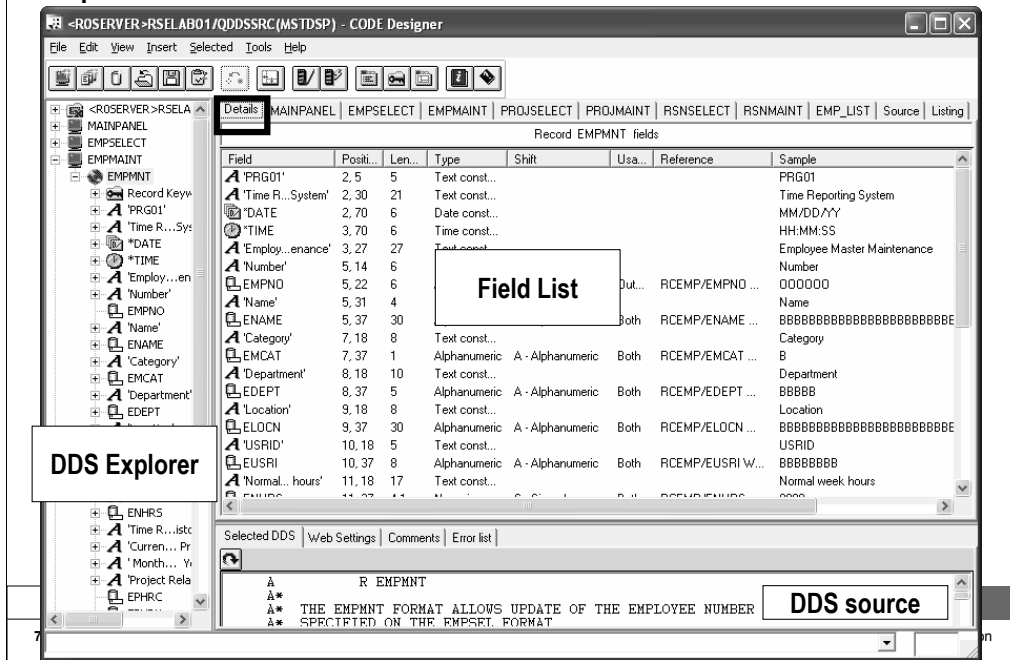 <R0SERVER>RSELAB01/QDDSSRC(MSTDSP) - CODE Designer
File Edit View Insert Selected Tools Help
<R0SERVER>RSELA
MAINPANEL
EMPSELECT
EMPMAINT
EMPMNT
Record Keyw
'PRG01'
'Time R...Sys
*DATE
*TIME
'Employ...en
'Number'
EMPNO
'Name'
ENAME
'Category'
EMCAT
'Department'
EDEPT
DDS Explorer
ENHRS
'Time R...istc
'Curren... Pr
'Month...
'Project Rela
EPHRC
Details MAINPANEL EMPSELECT EMPMAINT PROJSELECT PROJMAINT RSNSELECT RSNMAINT EMP_LIST Source Listing
Record EMPMNT fields
Field Positi... Len... Type Shift Usa... Reference Sample
'PRG01' 2, 5 5 Text const... PRG01
'Time R...System' 2, 30 21 Text const... Time Reporting System
*DATE 2, 70 6 Date const... MM/DD/YY
*TIME 3, 70 6 Time const... HH:MM:SS
'Employ...enance' 3, 27 27 Text const... Employee Master Maintenance
'Number' 5, 14 6 Number
EMPNO 5, 22 6 Out... RCEMP/EMPNO ... OOOOOO
Field List
'Name' 5, 31 4 Name
ENAME 5, 37 30 Both RCEMP/ENAME ... BBBBBBBBBBBBBBBBBBBBBBBBE
'Category' 7, 18 8 Text const... Category
EMCAT 7, 37 1 Alphanumeric A - Alphanumeric Both RCEMP/EMCAT ... B
'Department' 8, 18 10 Text const... Department
EDEPT 8, 37 5 Alphanumeric A - Alphanumeric Both RCEMP/EDEPT ... BBBBB
'Location' 9, 18 8 Text const... Location
ELOCN 9, 37 30 Alphanumeric A - Alphanumeric Both RCEMP/ELOCN ... BBBBBBBBBBBBBBBBBBBBBBBBE
'USRID' 10, 18 5 Text const... USRID
EUSRI 10, 37 8 Alphanumeric A - Alphanumeric Both RCEMP/EUSRI W... BBBBBBBB
'Normal... hours' 11, 18 17 Text const... Normal week hours
Selected DDS Web Settings Comments Error list
A R EMPMNT
A*
A* THE EMPMNT FORMAT ALLOWS UPDATE OF THE EMPLOYEE NUMBER
A* SPECIFIED ON THE EMPSEL FORMAT
DDS source
7
on